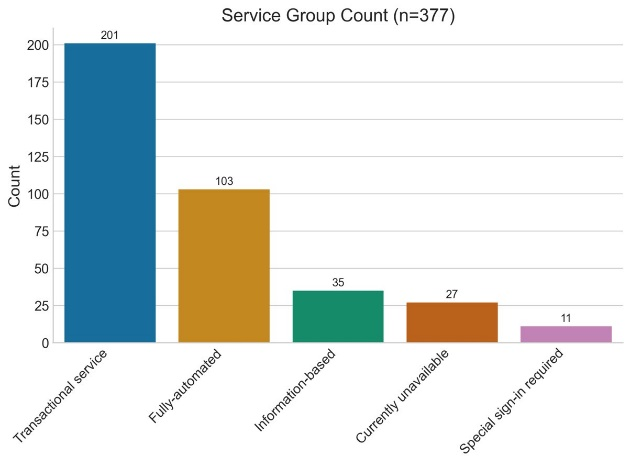 Service Group Count (n=377)
Count
200
175
150
125
100
75
50
25
0
201
103
35
27
11
Transactional service
Fully-automated
Information-based
Currently unavailable
Special sign-in required